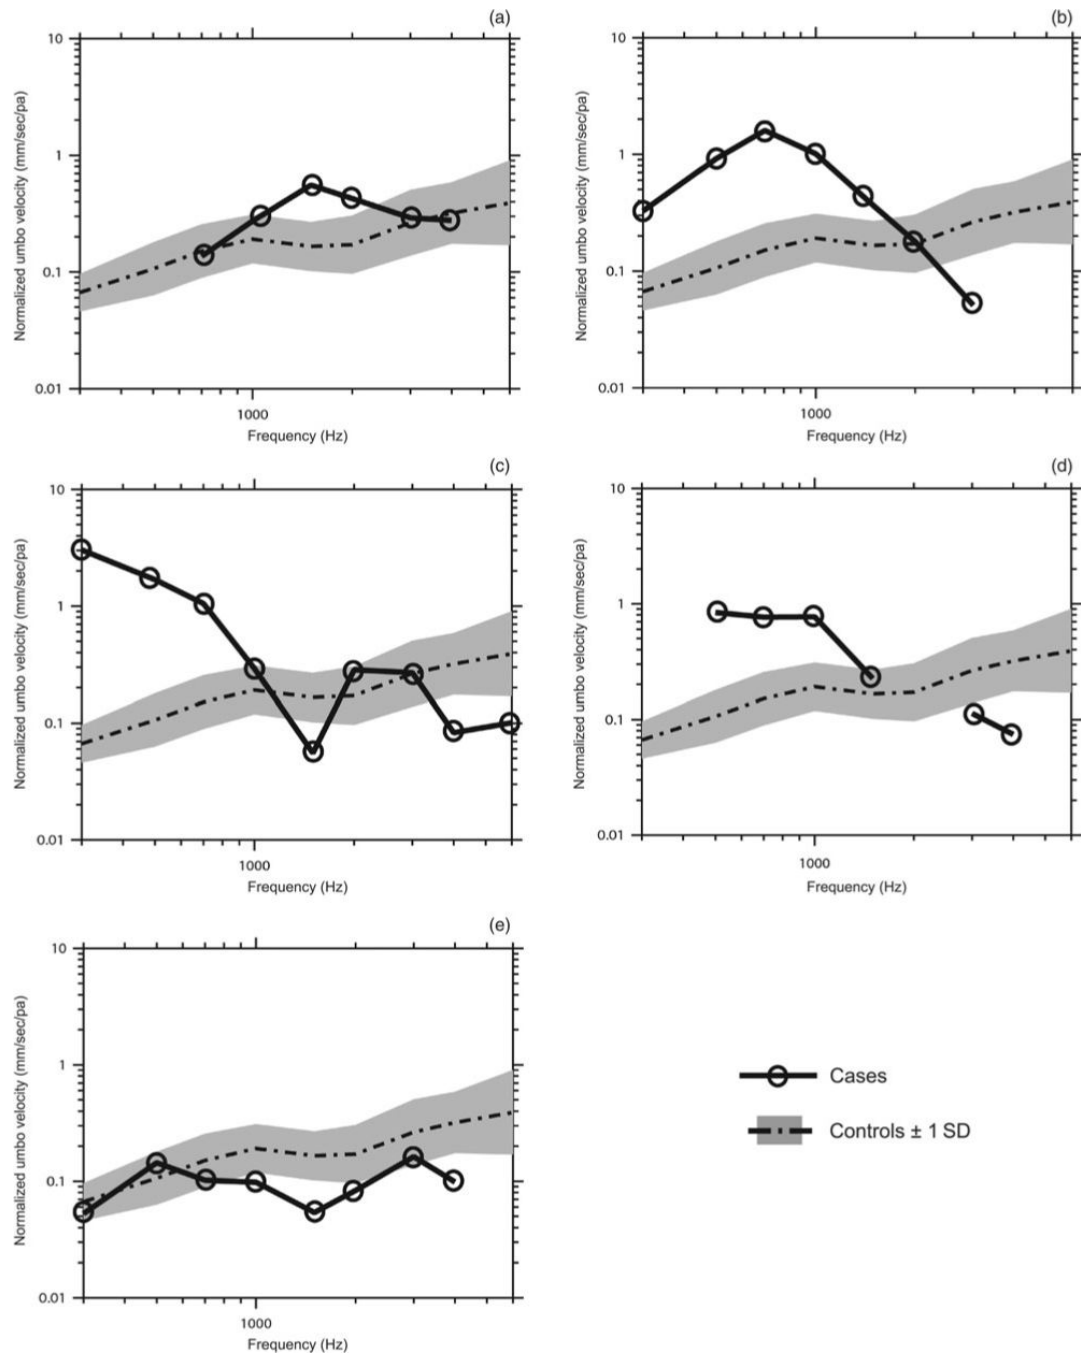 (a)
10
1
0.1
0.01
Normalized umbo velocity (mm/sec/pa)
1000
Frequency (Hz)
(b)
10
1
0.1
0.01
Normalized umbo velocity (mm/sec/pa)
1000
Frequency (Hz)
(c)
10
1
0.1
0.01
Normalized umbo velocity (mm/sec/pa)
1000
Frequency (Hz)
(d)
10
1
0.1
0.01
Normalized umbo velocity (mm/sec/pa)
1000
Frequency (Hz)
(e)
10
1
0.1
0.01
Normalized umbo velocity (mm/sec/pa)
1000
Frequency (Hz)
Cases
Controls ± 1 SD